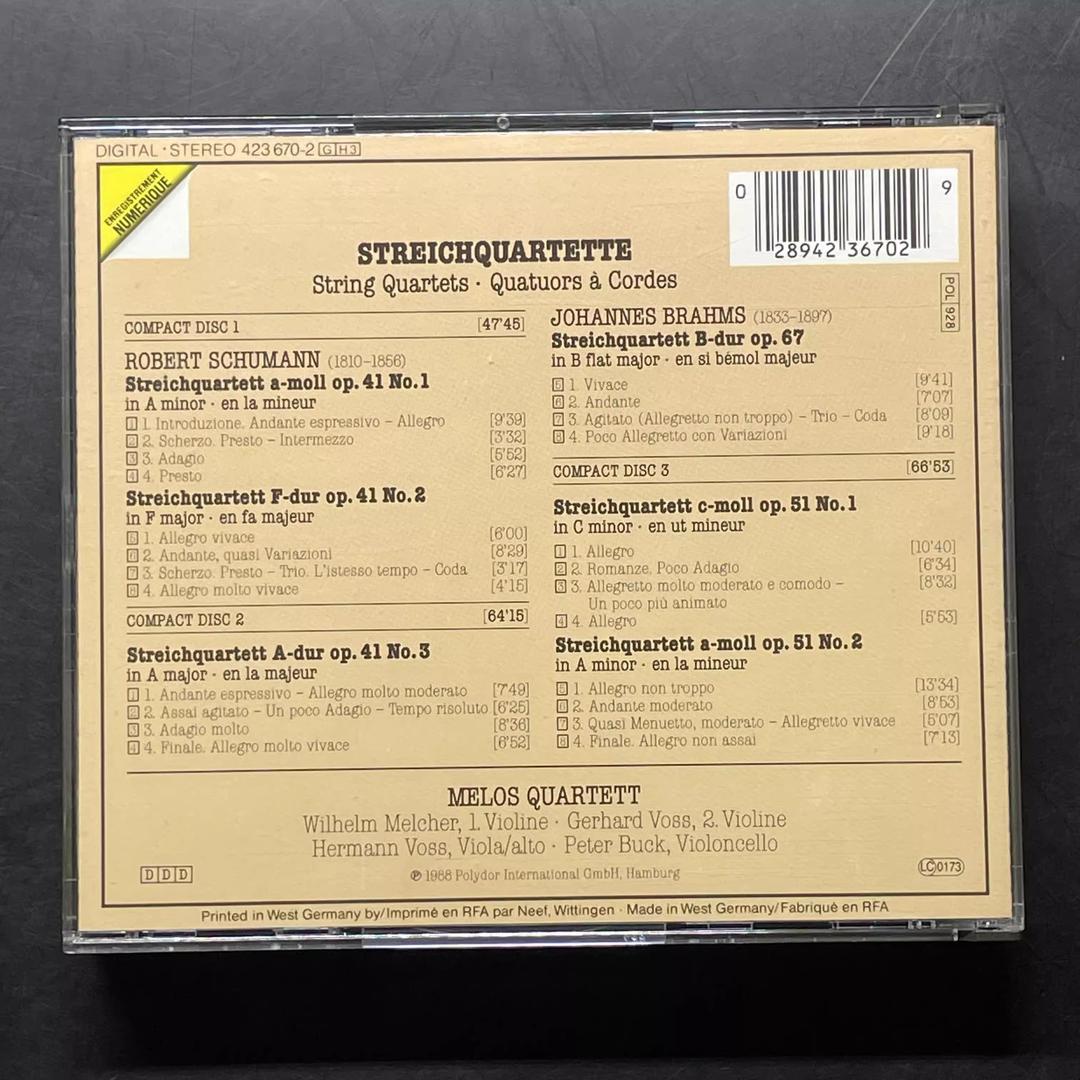 DIGITAL · STEREO 423 670-2 GH3
ENREGISTREMENT
NUMERIQUE
0 28942 36702 9
POL 928
STREICHQUARTETTE
String Quartets · Quatuors à Cordes
COMPACT DISC 1 [47'45]
ROBERT SCHUMANN (1810–1856)
Streichquartett a-moll op. 41 No. 1
in A minor · en la mineur
1 1. Introduzione. Andante espressivo – Allegro [9'39]
2 2. Scherzo. Presto – Intermezzo [3'32]
3 3. Adagio [5'52]
4 4. Presto [6'27]
Streichquartett F-dur op. 41 No. 2
in F major · en fa majeur
5 1. Allegro vivace [6'00]
6 2. Andante, quasi Variazioni [8'29]
7 3. Scherzo. Presto – Trio. L'istesso tempo – Coda [3'17]
8 4. Allegro molto vivace [4'15]
COMPACT DISC 2 [64'15]
Streichquartett A-dur op. 41 No. 3
in A major · en la majeur
1 1. Andante espressivo – Allegro molto moderato [7'49]
2 2. Assai agitato – Un poco Adagio – Tempo risoluto [6'25]
3 3. Adagio molto [8'36]
4 4. Finale. Allegro molto vivace [6'52]
JOHANNES BRAHMS (1833–1897)
Streichquartett B-dur op. 67
in B flat major · en si bémol majeur
5 1. Vivace [9'41]
6 2. Andante [7'07]
7 3. Agitato (Allegretto non troppo) – Trio – Coda [8'09]
8 4. Poco Allegretto con Variazioni [9'18]
COMPACT DISC 3 [66'53]
Streichquartett c-moll op. 51 No. 1
in C minor · en ut mineur
1 1. Allegro [10'40]
2 2. Romanze. Poco Adagio [6'34]
3 3. Allegretto molto moderato e comodo – [8'32]
Un poco più animato
4 4. Allegro [5'53]
Streichquartett a-moll op. 51 No. 2
in A minor · en la mineur
5 1. Allegro non troppo [13'34]
6 2. Andante moderato [8'53]
7 3. Quasi Menuetto, moderato – Allegretto vivace [5'07]
8 4. Finale. Allegro non assai [7'13]
MELOS QUARTETT
Wilhelm Melcher, 1. Violine · Gerhard Voss, 2. Violine
Hermann Voss, Viola/alto · Peter Buck, Violoncello
DDD
℗ 1988 Polydor International GmbH, Hamburg
LC 0173
Printed in West Germany by/Imprimé en RFA par Neef, Wittingen · Made in West Germany/Fabriqué en RFA